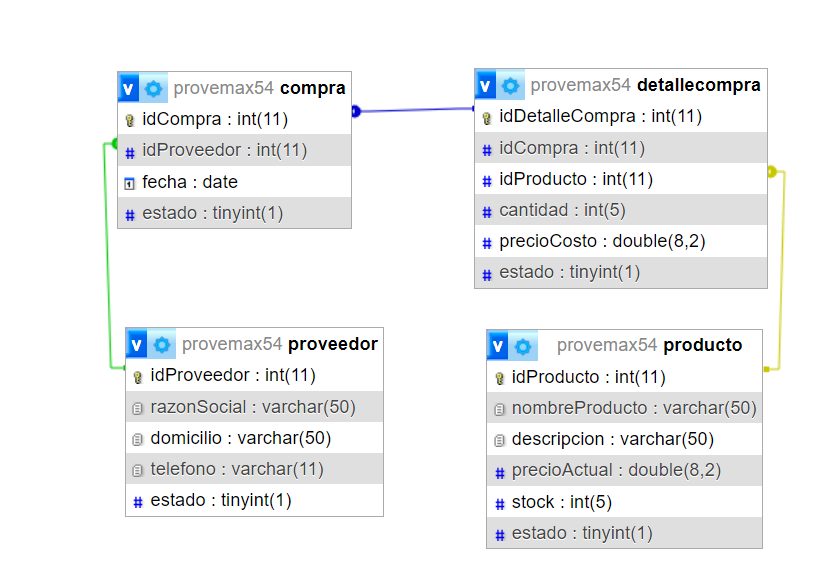 v provemax54 compra
idCompra : int(11)
# idProveedor : int(11)
1 fecha : date
# estado : tinyint(1)
v provemax54 detallecompra
idDetalleCompra : int(11)
# idCompra : int(11)
# idProducto : int(11)
# cantidad : int(5)
# precioCosto : double(8,2)
# estado : tinyint(1)
v provemax54 proveedor
idProveedor : int(11)
razonSocial : varchar(50)
domicilio : varchar(50)
telefono : varchar(11)
# estado : tinyint(1)
v provemax54 producto
idProducto : int(11)
nombreProducto : varchar(50)
descripcion : varchar(50)
# precioActual : double(8,2)
# stock : int(5)
# estado : tinyint(1)